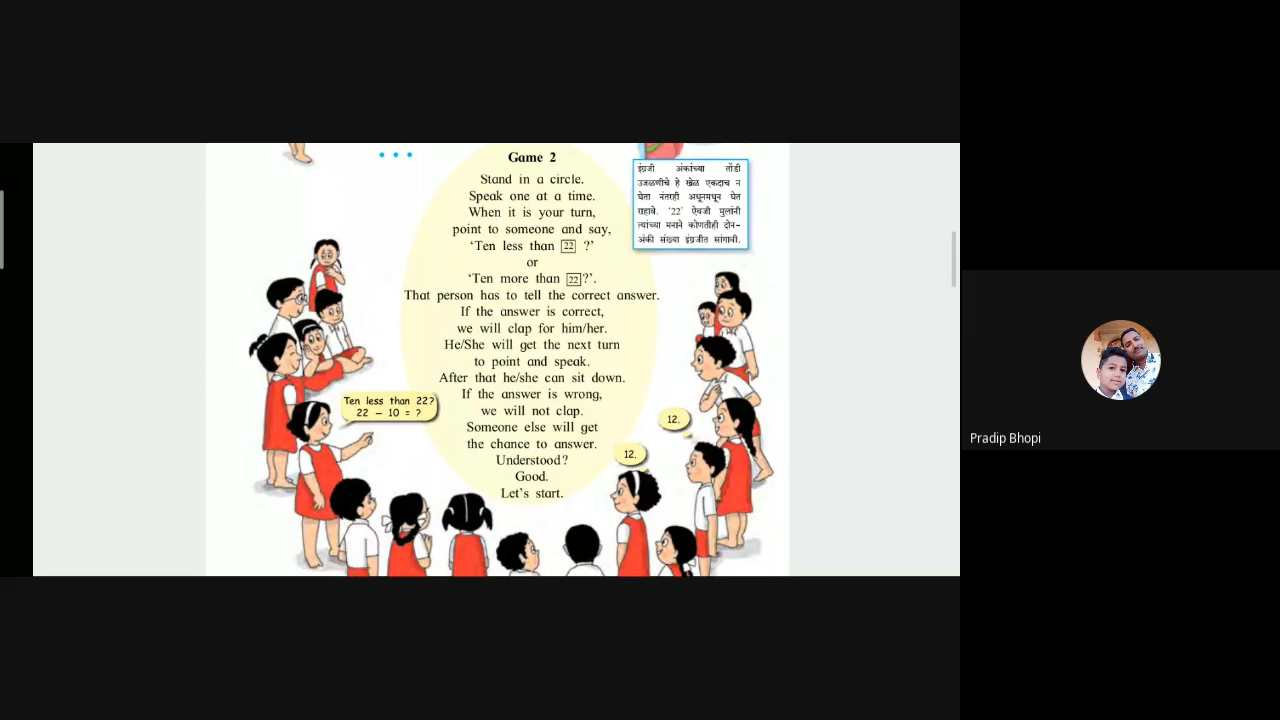 Game 2
Stand in a circle.
Speak one at a time.
When it is your turn,
point to someone and say,
‘Ten less than 22 ?’
or
‘Ten more than 22?’.
That person has to tell the correct answer.
If the answer is correct,
we will clap for him/her.
He/She will get the next turn
to point and speak.
After that he/she can sit down.
If the answer is wrong,
we will not clap.
Someone else will get
the chance to answer.
Understood?
Good.
Let’s start.
इंग्रजी अंकांच्या तोंडी
उजळणीचे हे खेळ एकदाच न
घेता नंतरही अधूनमधून घेत
राहावे. ‘22’ ऐवजी मुलांनी
त्यांच्या मनाने कोणतीही दोन-
अंकी संख्या इंग्रजीत सांगावी.
Ten less than 22?
22 – 10 = ?
12.
12.
Pradip Bhopi